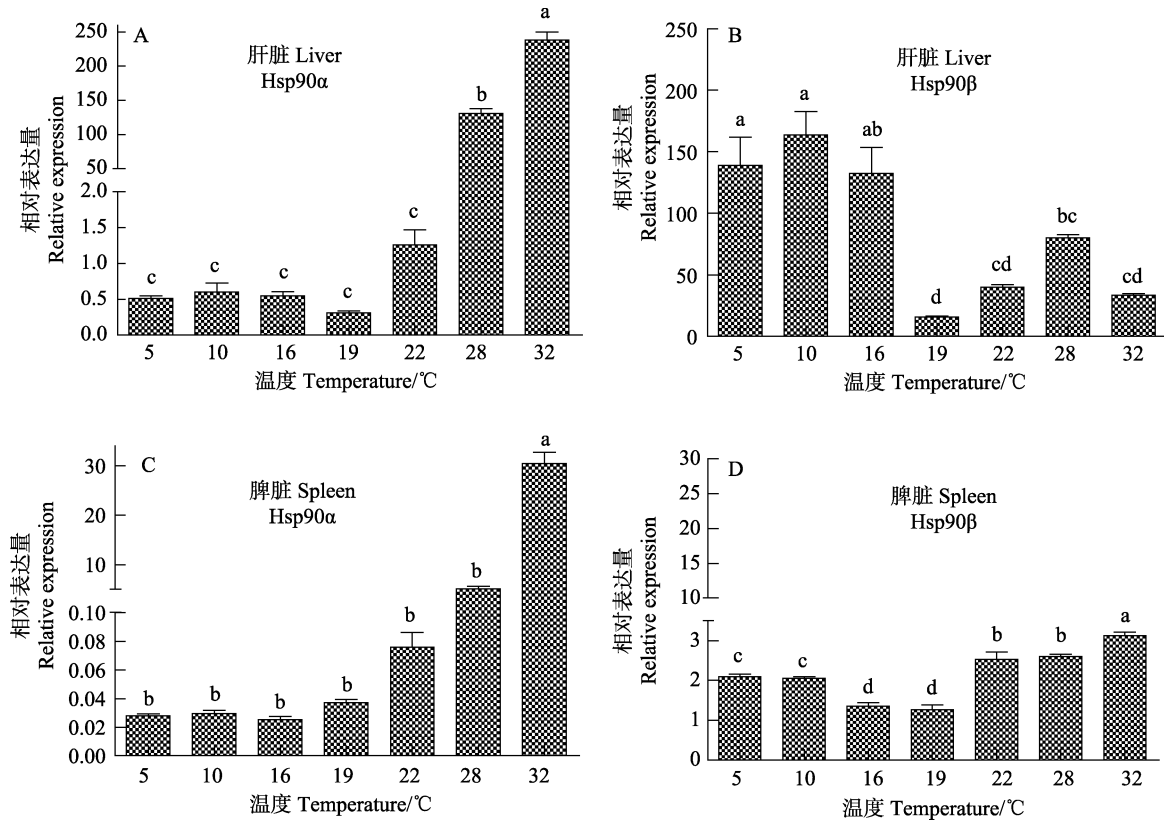 A
肝脏 Liver
Hsp90α
相对表达量
Relative expression
250
250
150
100
50
2.0
1.5
1.0
0.5
0.0
c
c
c
c
c
b
a
5 10 16 19 22 28 32
温度 Temperature/℃
B
肝脏 Liver
Hsp90β
相对表达量
Relative expression
250
200
150
100
50
0
a
a
ab
d
cd
bc
cd
5 10 16 19 22 28 32
温度 Temperature/℃
C
脾脏 Spleen
Hsp90α
相对表达量
Relative expression
30
20
10
0.10
0.08
0.06
0.04
0.02
0.00
b
b
b
b
b
b
a
5 10 16 19 22 28 32
温度 Temperature/℃
D
脾脏 Spleen
Hsp90β
相对表达量
Relative expression
30
25
20
15
10
3
2
1
0
c
c
d
d
b
b
a
5 10 16 19 22 28 32
温度 Temperature/℃